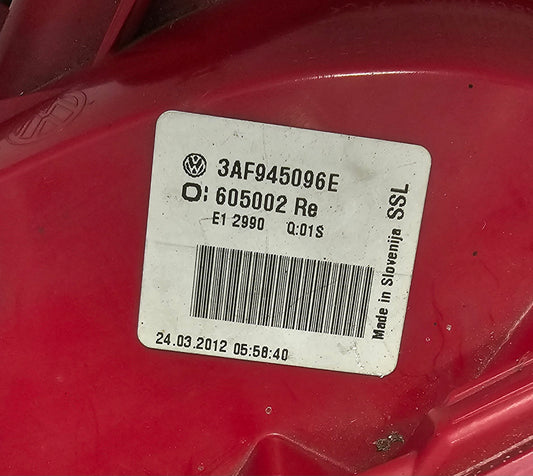 3AF945096E
O: 605002 Re
E1 2990 Q:01S
24.03.2012 05:58:40
Made in Slovenija SSL